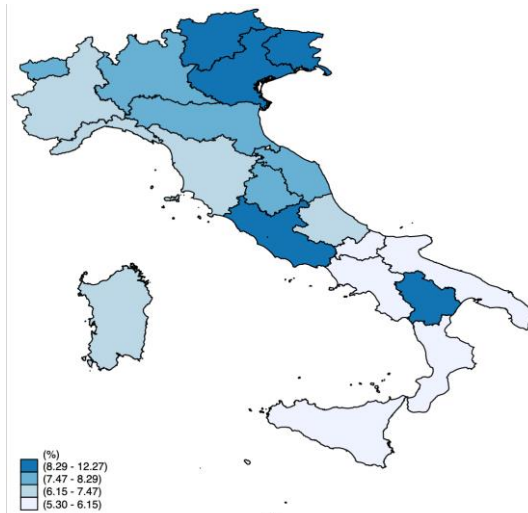 (%)
(8.29 - 12.27)
(7.47 - 8.29)
(6.15 - 7.47)
(5.30 - 6.15)